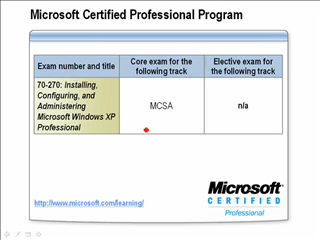 Microsoft Certified Professional Program
Exam number and title
Core exam for the
following track
Elective exam for
the following track
70-270: Installing,
Configuring, and
Administering
Microsoft Windows XP
Professional
MCSA
n/a
http://www.microsoft.com/learning/
Microsoft
CERTIFIED
Professional